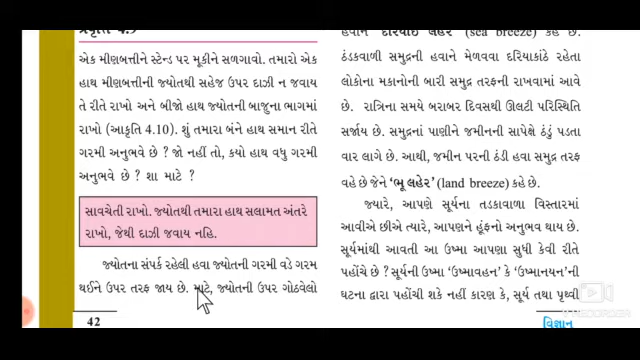 પ્રવૃત્તિ 4.9
એક મીણબત્તીને સ્ટેન્ડ પર મૂકીને સળગાવો. તમારો એક
હાથ મીણબત્તીની જ્યોતથી સહેજ ઉપર દાઝી ન જવાય
તે રીતે રાખો અને બીજો હાથ જ્યોતની બાજુના ભાગમાં
રાખો (આકૃતિ 4.10). શું તમારા બંને હાથ સમાન રીતે
ગરમી અનુભવે છે ? જો નહીં તો, કયો હાથ વધુ ગરમી
અનુભવે છે ? શા માટે ?
સાવચેતી રાખો. જ્યોતથી તમારા હાથ સલામત અંતરે
રાખો, જેથી દાઝી જવાય નહિ.
જ્યોતના સંપર્ક રહેલી હવા જ્યોતની ગરમી વડે ગરમ
થઈને ઉપર તરફ જાય છે. માટે, જ્યોતની ઉપર ગોઠવેલો
42
હવાને દરિયાઈ લહેર (sea breeze) કહે છે.
ઠંડકવાળી સમુદ્રની હવાને મેળવવા દરિયાકાંઠે રહેતા
લોકોના મકાનોની બારી સમુદ્ર તરફની રાખવામાં આવે
છે. રાત્રિના સમયે બરાબર દિવસથી ઊલટી પરિસ્થિતિ
સર્જાય છે. સમુદ્રનાં પાણીને જમીનની સાપેક્ષે ઠંડું પડતા
વાર લાગે છે. આથી, જમીન પરની ઠંડી હવા સમુદ્ર તરફ
વહે છે જેને 'ભૂ લહેર' (land breeze) કહે છે.
જ્યારે, આપણે સૂર્યના તડકાવાળા વિસ્તારમાં
આવીએ છીએ ત્યારે, આપણને હૂંફનો અનુભવ થાય છે.
સૂર્યમાંથી આવતી આ ઉષ્મા આપણા સુધી કેવી રીતે
પહોંચે છે ? સૂર્યની ઉષ્મા 'ઉષ્માવહન' કે 'ઉષ્માનયન'ની
ઘટના દ્વારા પહોંચી શકે નહીં કારણ કે, સૂર્ય તથા પૃથ્વી
વિજ્ઞાન